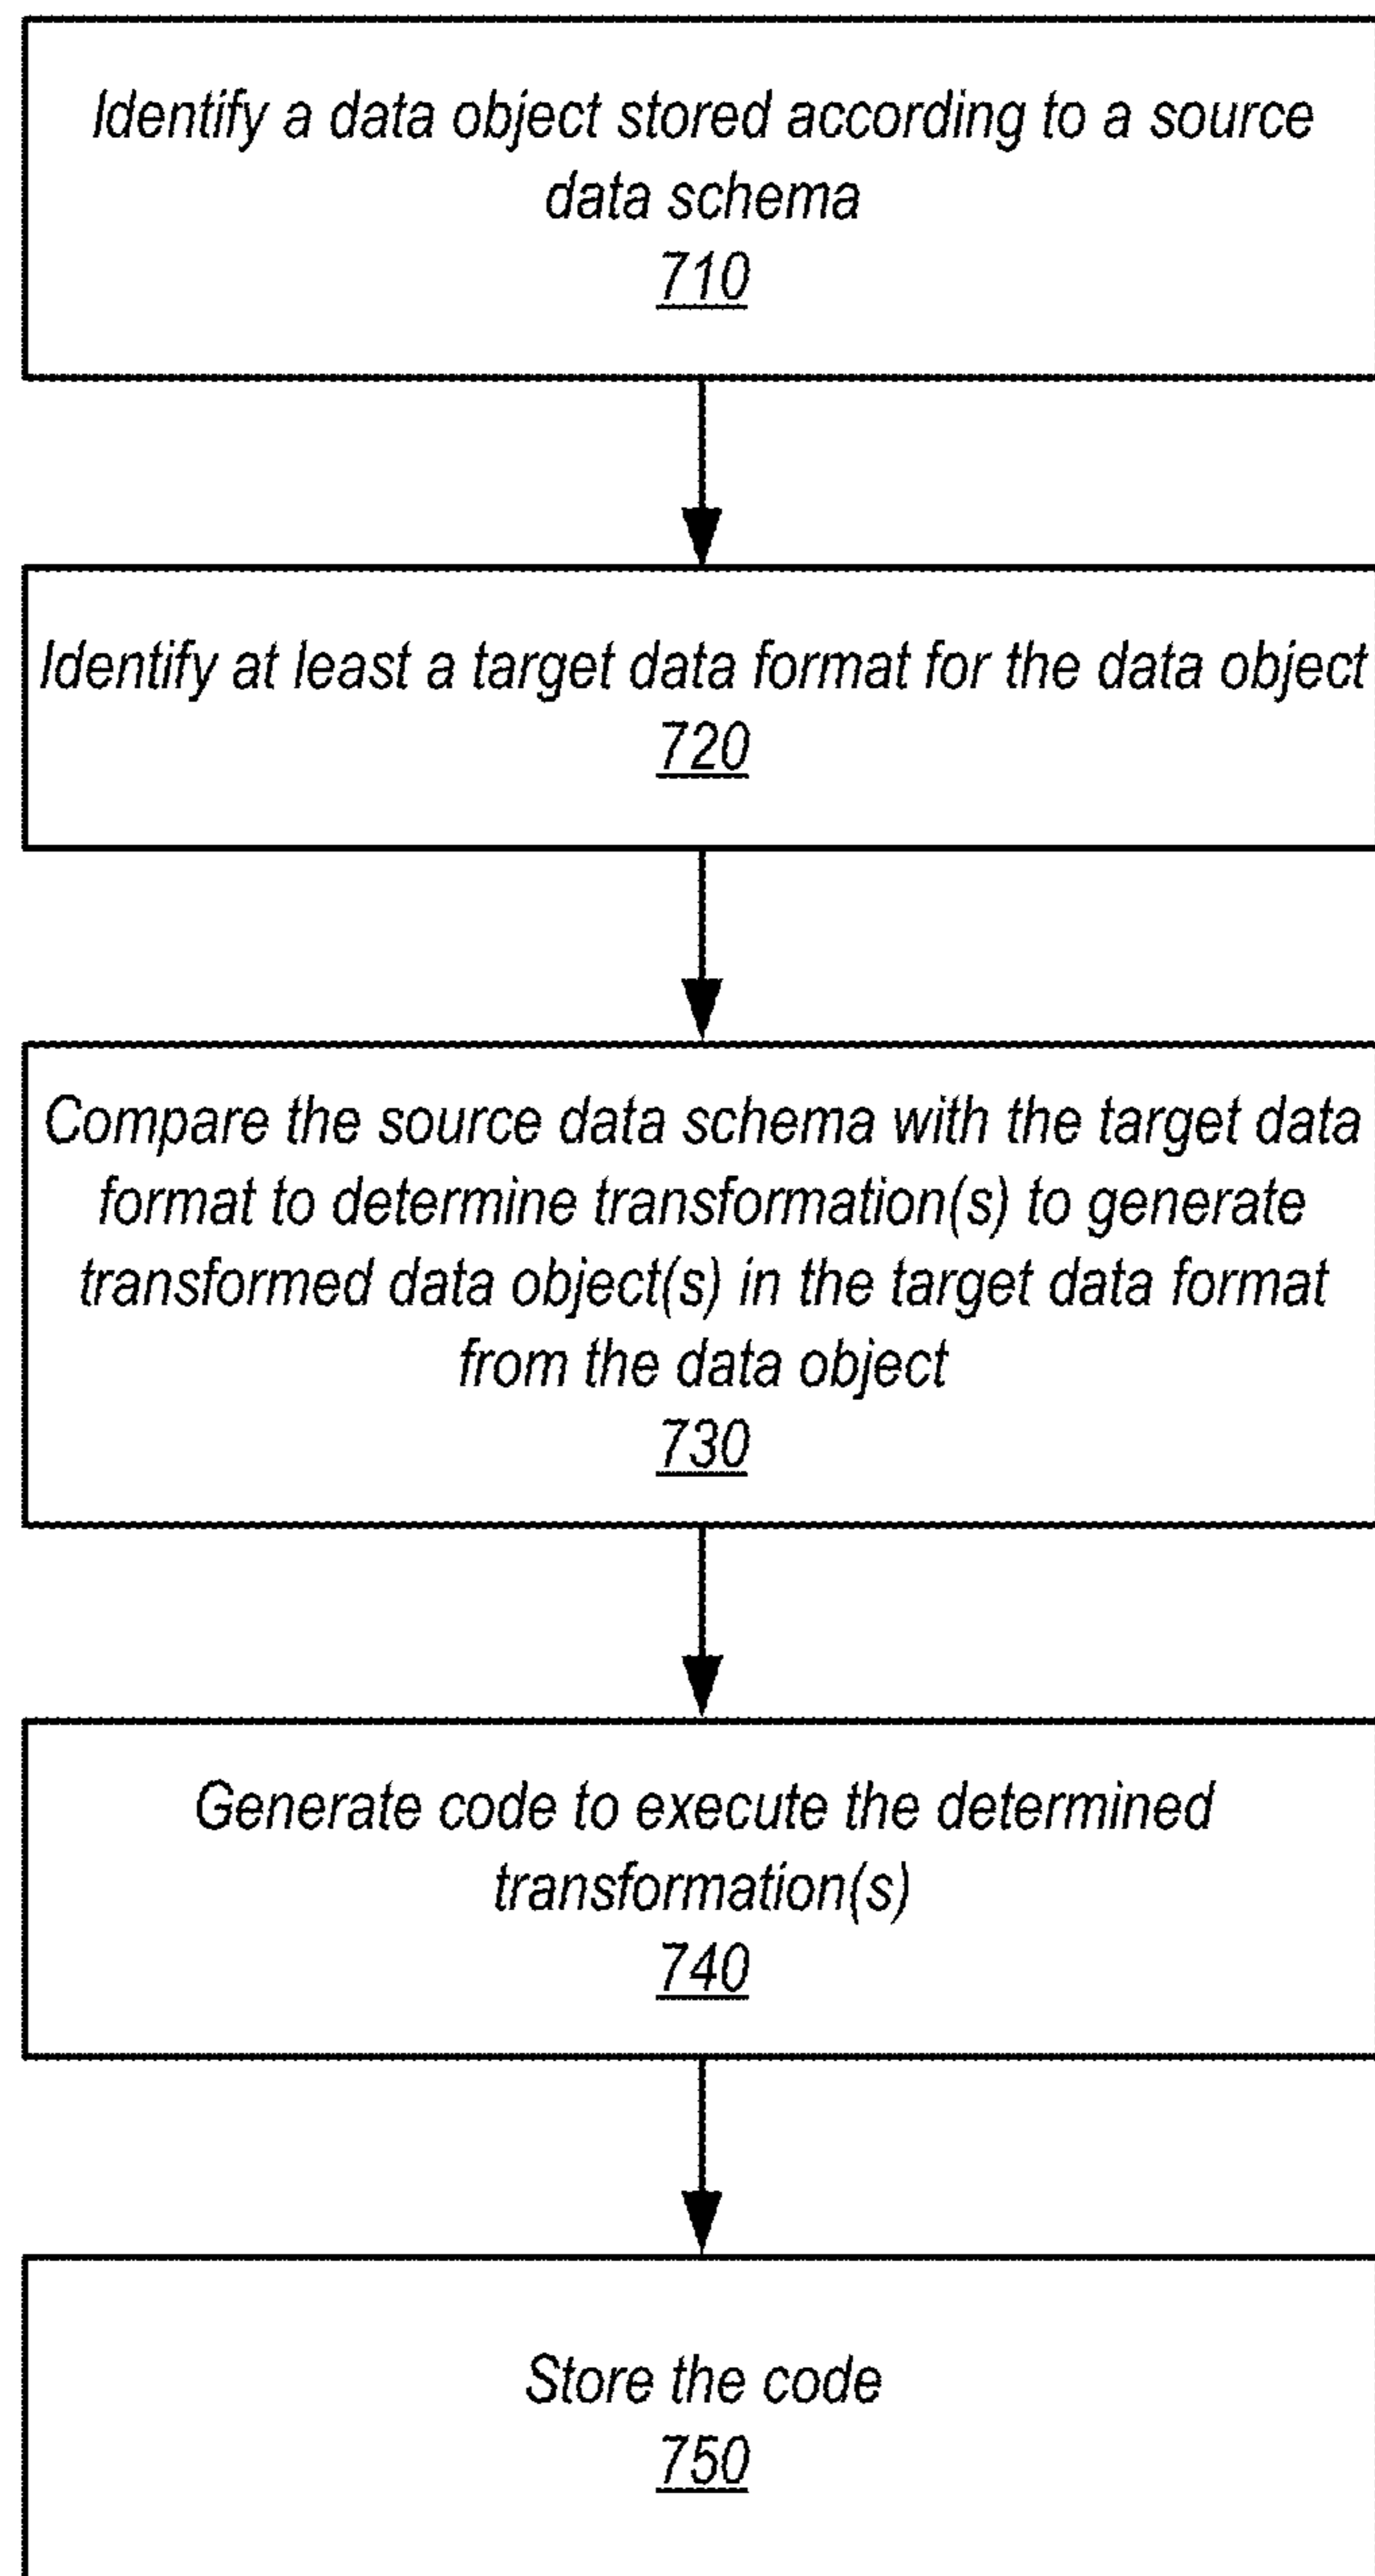 Identify a data object stored according to a source
data schema
710
Identify at least a target data format for the data object
720
Compare the source data schema with the target data
format to determine transformation(s) to generate
transformed data object(s) in the target data format
from the data object
730
Generate code to execute the determined
transformation(s)
740
Store the code
750